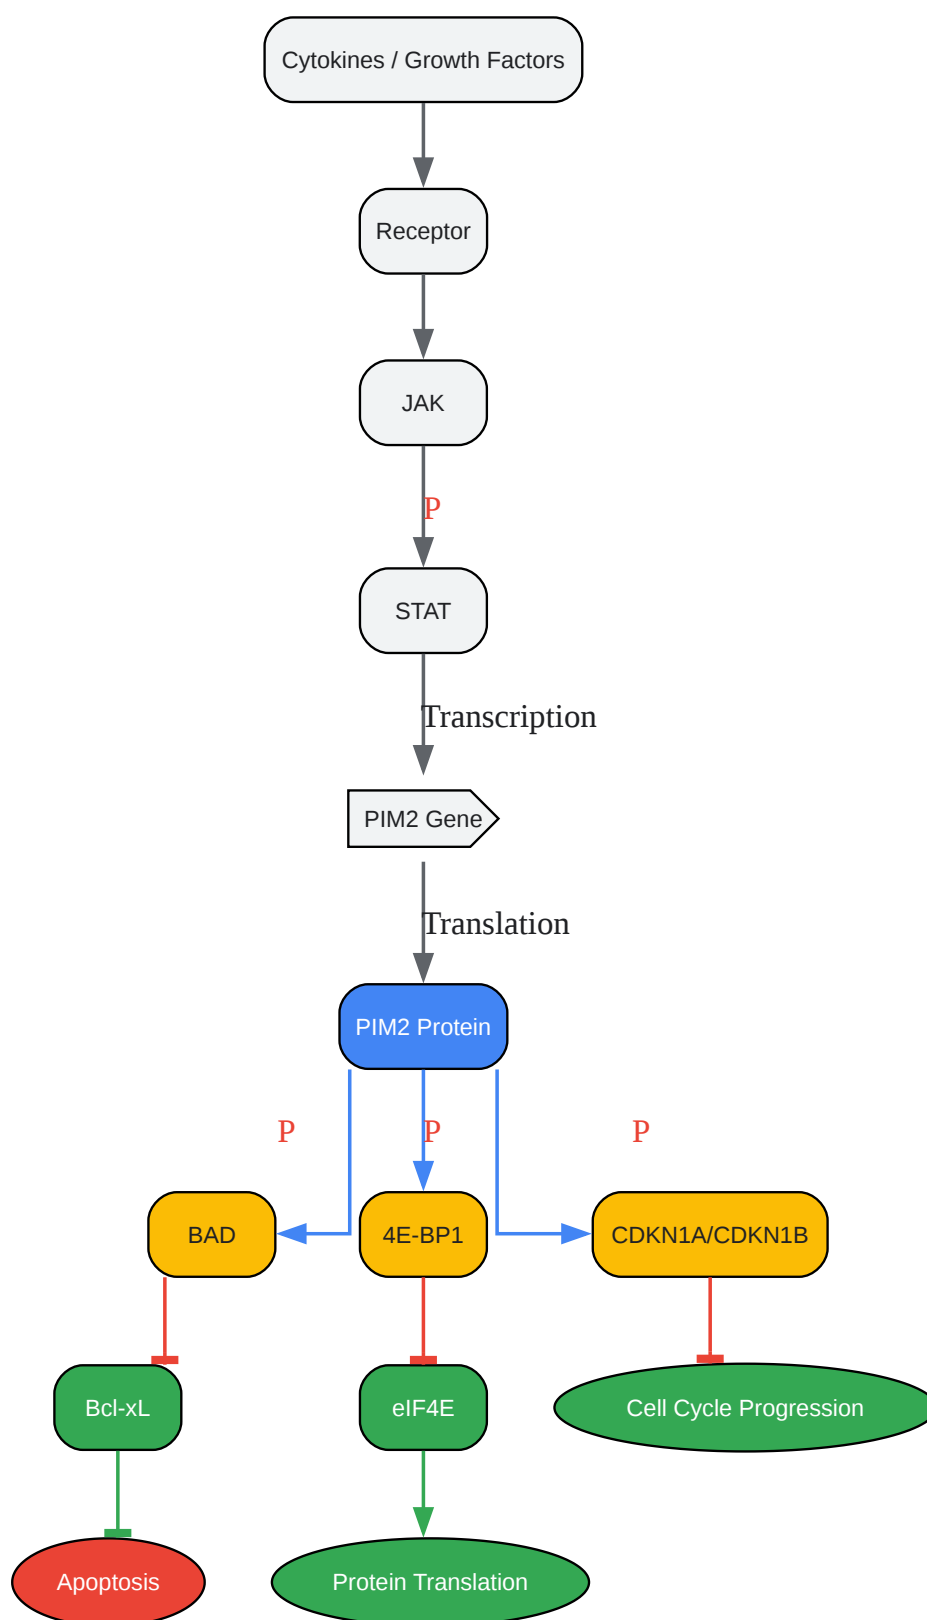 Cytokines / Growth Factors
Receptor
JAK
P
STAT
Transcription
PIM2 Gene
Translation
PIM2 Protein
P
P
P
BAD
4E-BP1
CDKN1A/CDKN1B
Bcl-xL
eIF4E
Cell Cycle Progression
Apoptosis
Protein Translation